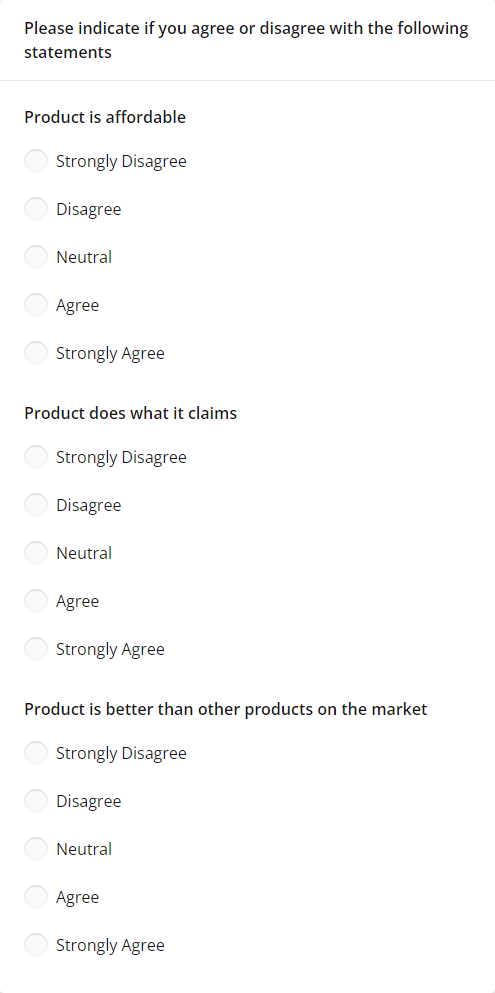 Please indicate if you agree or disagree with the following
statements
Product is affordable
Strongly Disagree
Disagree
Neutral
Agree
Strongly Agree
Product does what it claims
Strongly Disagree
Disagree
Neutral
Agree
Strongly Agree
Product is better than other products on the market
Strongly Disagree
Disagree
Neutral
Agree
Strongly Agree